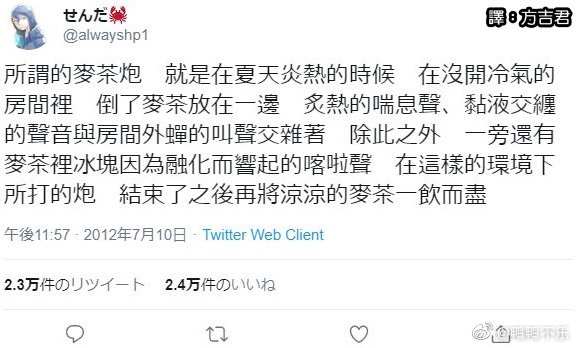 せんだ🦀
@alwayshp1
譯：方吉君
所謂的麥茶炮　就是在夏天炎熱的時候　在沒開冷氣的
房間裡　倒了麥茶放在一邊　炙熱的喘息聲、黏液交纏
的聲音與房間外蟬的叫聲交雜著　除此之外　一旁還有
麥茶裡冰塊因為融化而響起的喀啦聲　在這樣的環境下
所打的炮　結束了之後再將涼涼的麥茶一飲而盡
午後11:57 · 2012年7月10日 · Twitter Web Client
2.3万件のリツイート　2.4万件のいいね
@鸭鸭不乐